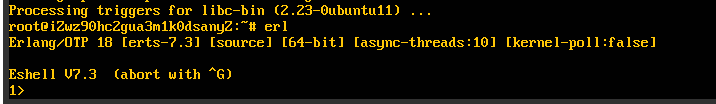 Processing triggers for libc-bin (2.23-0ubuntu11) ...
root@iZwz90hc2gua3m1k0dsanyZ:~# erl
Erlang/OTP 18 [erts-7.3] [source] [64-bit] [async-threads:10] [kernel-poll:false]
Eshell V7.3  (abort with ^G)
1>